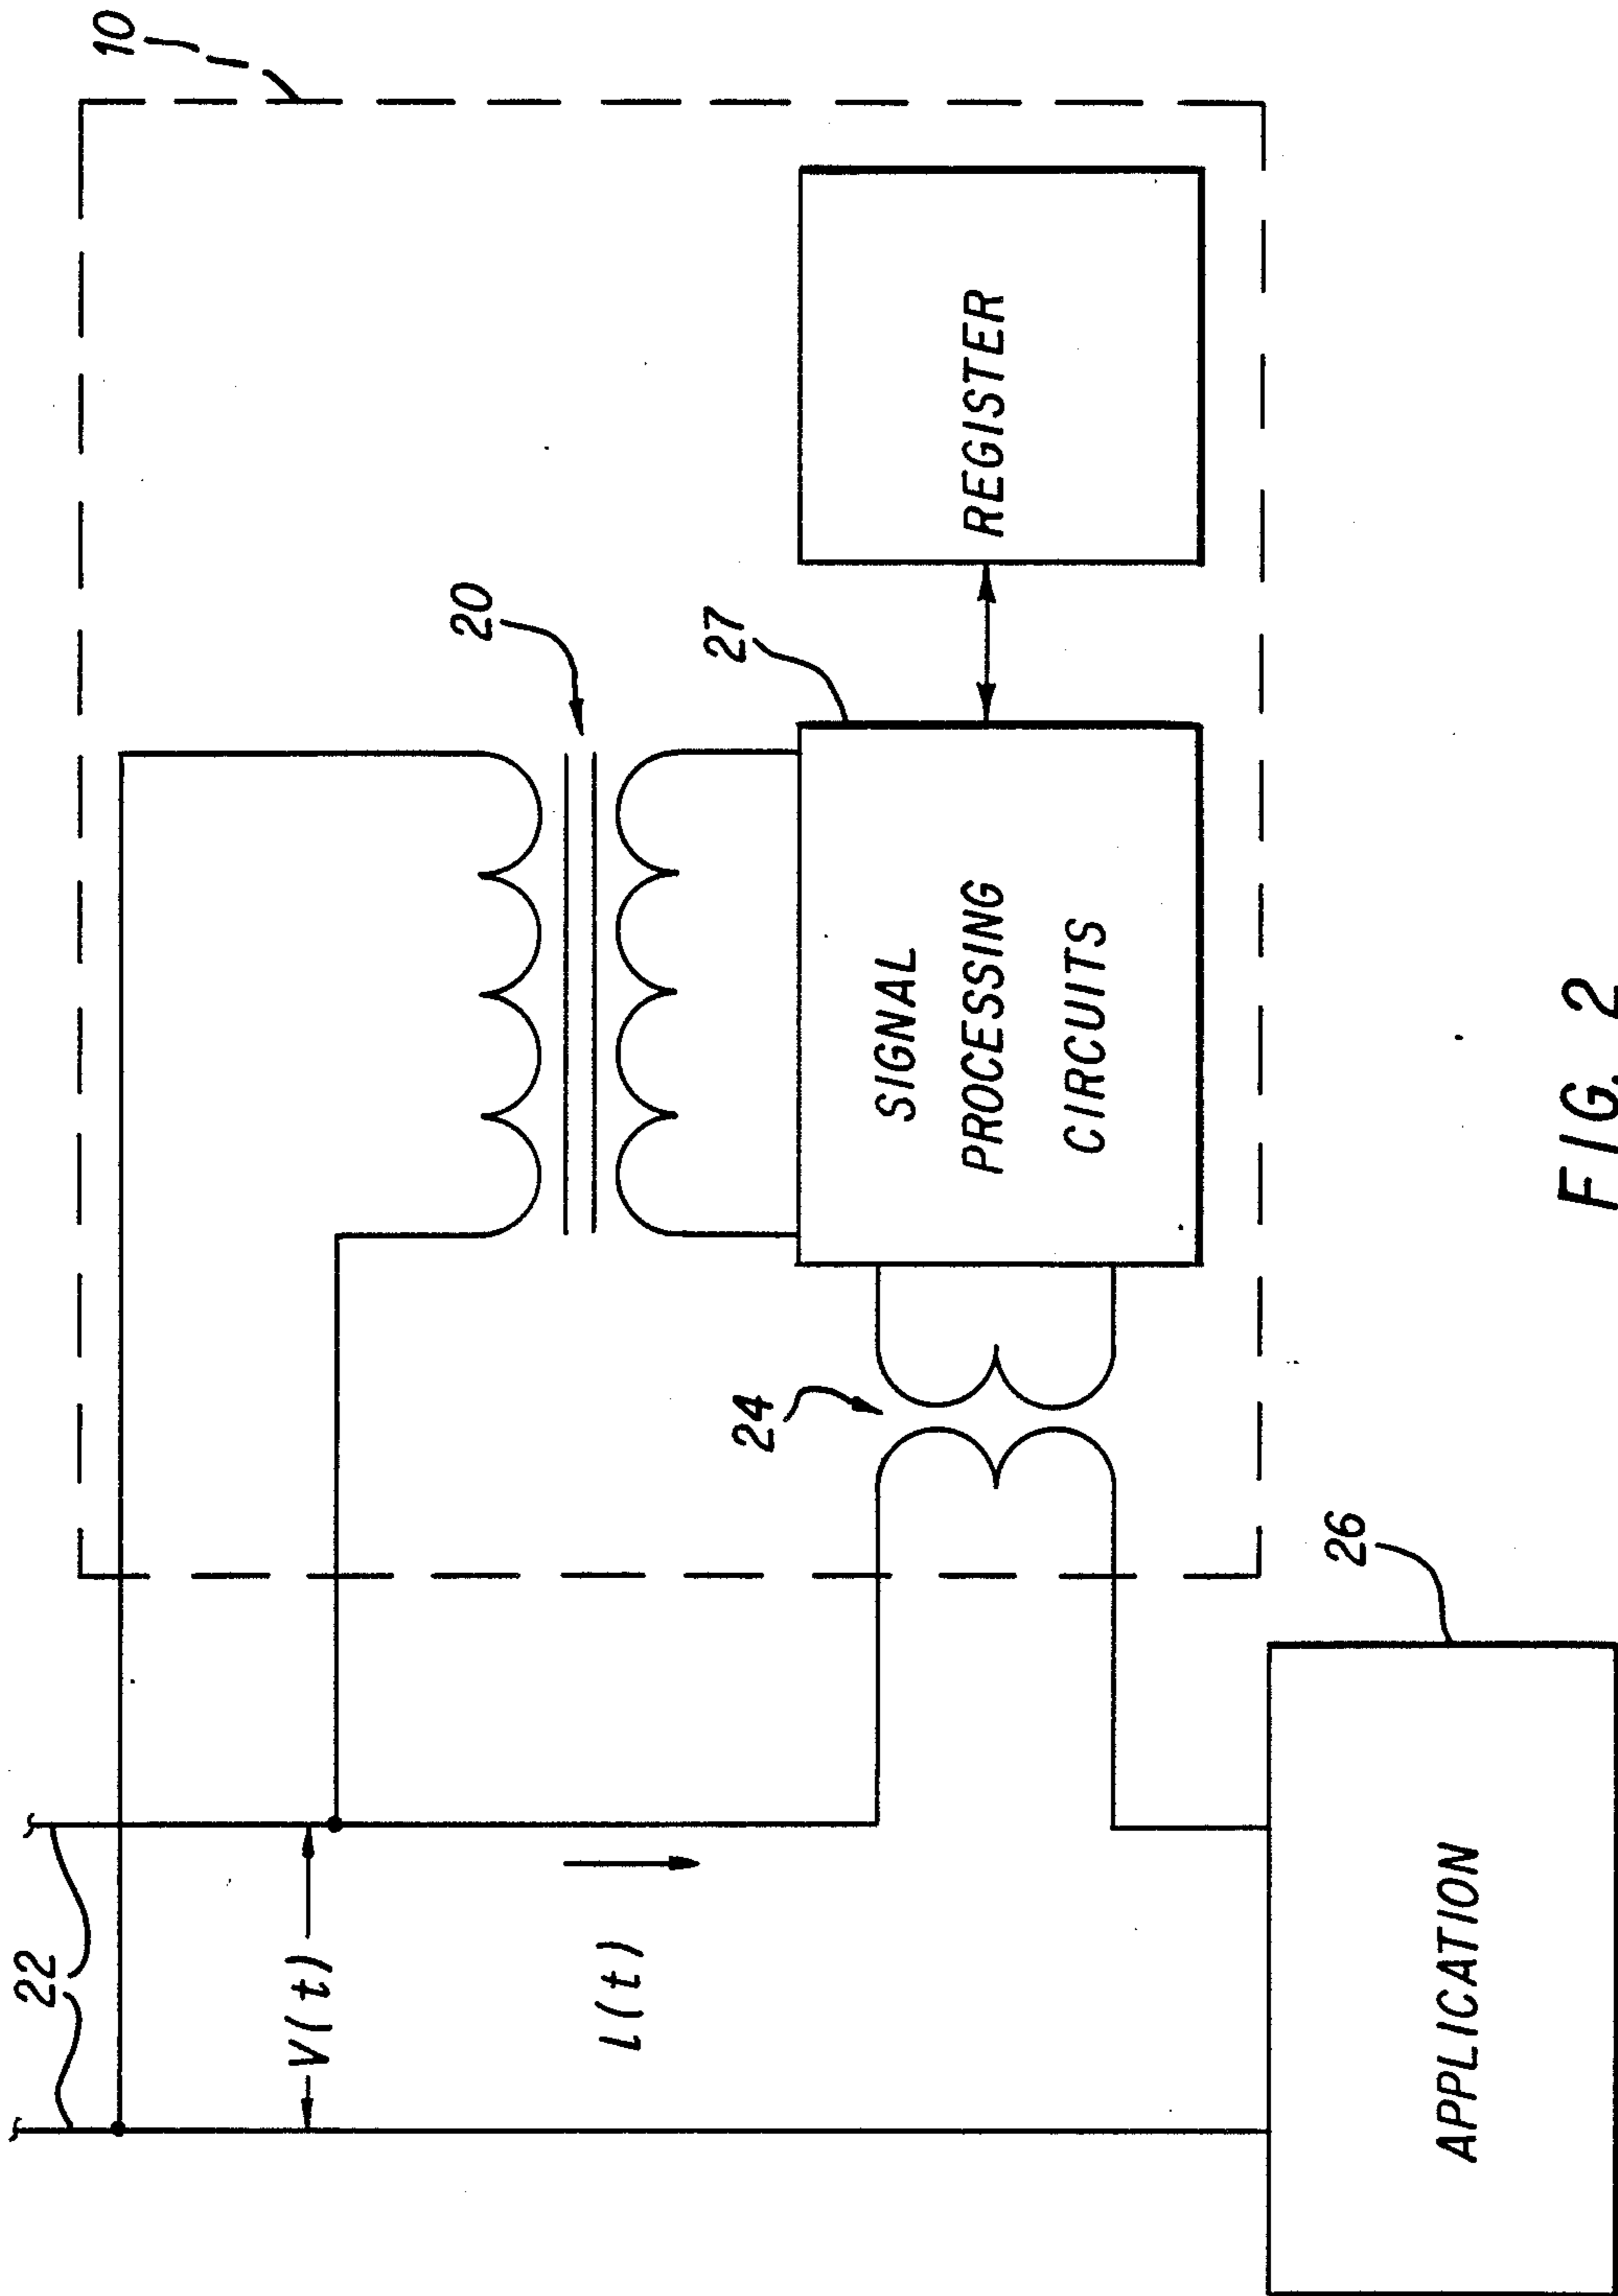 10
22
V(t)
L(t)
20
27
24
SIGNAL
PROCESSING
CIRCUITS
REGISTER
26
APPLICATION
FIG. 2